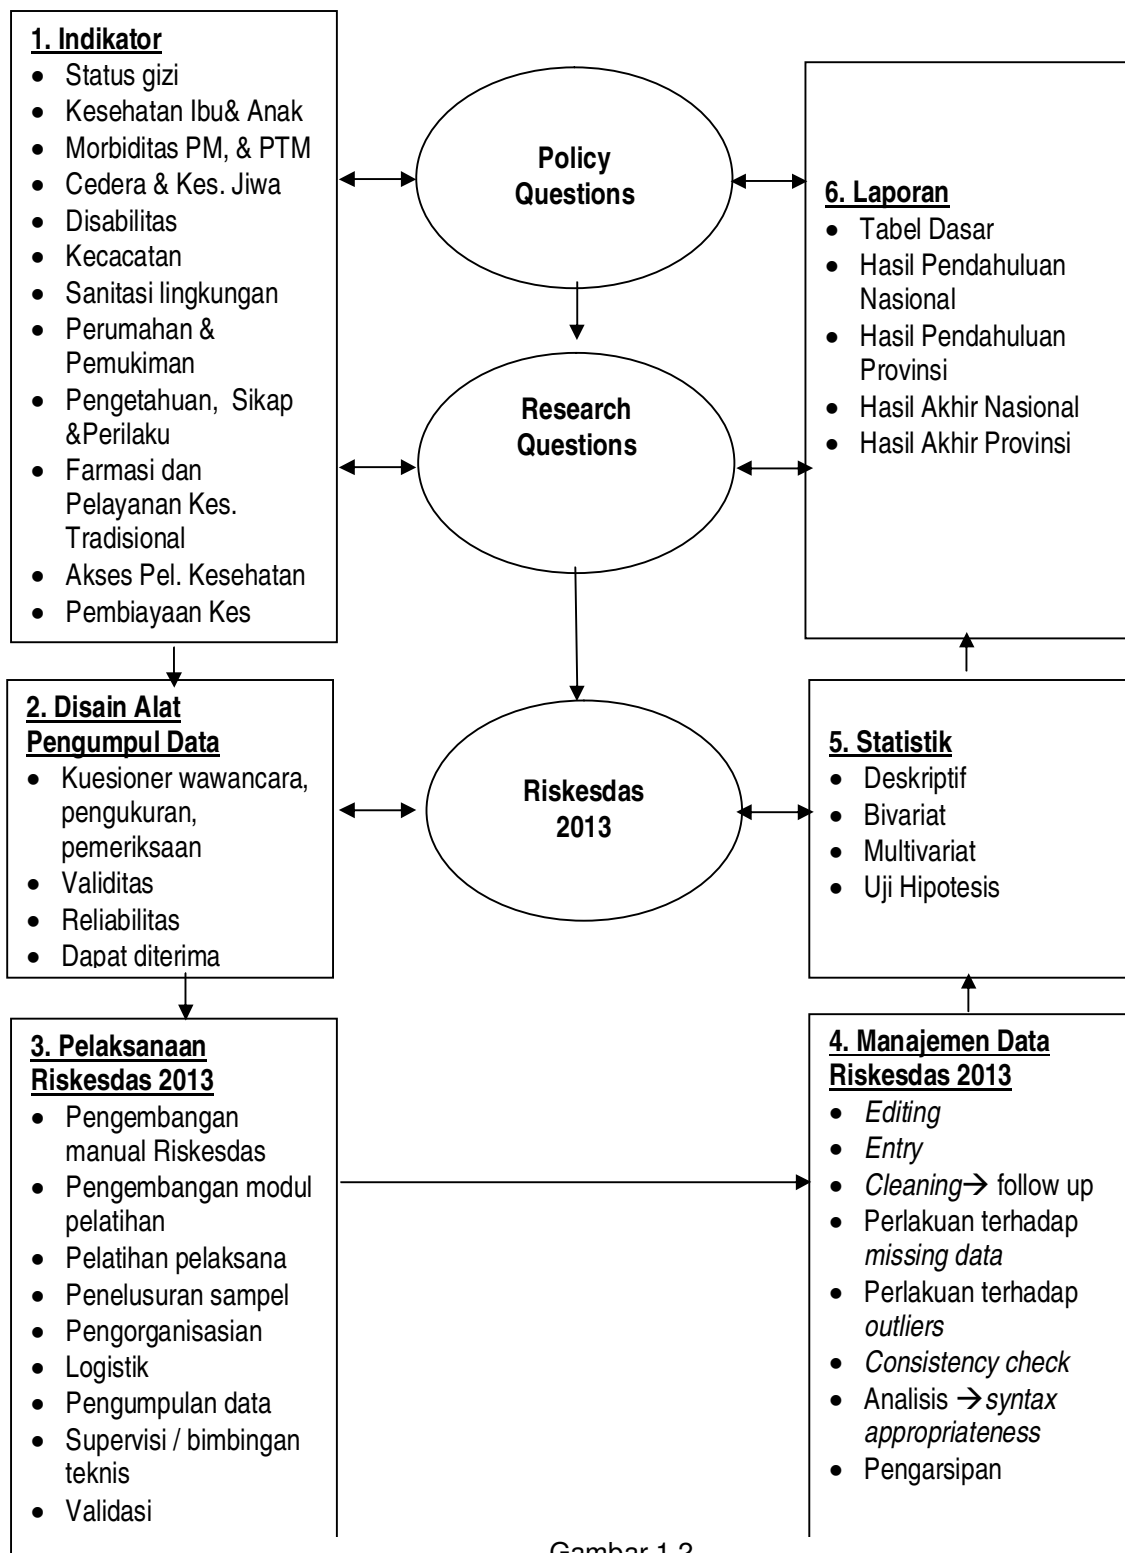 1. Indikator
• Status gizi
• Kesehatan Ibu& Anak
• Morbiditas PM, & PTM
• Cedera & Kes. Jiwa
• Disabilitas
• Kecacatan
• Sanitasi lingkungan
• Perumahan &
Pemukiman
• Pengetahuan, Sikap
&Perilaku
• Farmasi dan
Pelayanan Kes.
Tradisional
• Akses Pel. Kesehatan
• Pembiayaan Kes
Policy
Questions
Research
Questions
6. Laporan
• Tabel Dasar
• Hasil Pendahuluan
Nasional
• Hasil Pendahuluan
Provinsi
• Hasil Akhir Nasional
• Hasil Akhir Provinsi
2. Disain Alat
Pengumpul Data
• Kuesioner wawancara,
pengukuran,
pemeriksaan
• Validitas
• Reliabilitas
• Dapat diterima
Riskesdas
2013
5. Statistik
• Deskriptif
• Bivariat
• Multivariat
• Uji Hipotesis
3. Pelaksanaan
Riskesdas 2013
• Pengembangan
manual Riskesdas
• Pengembangan modul
pelatihan
• Pelatihan pelaksana
• Penelusuran sampel
• Pengorganisasian
• Logistik
• Pengumpulan data
• Supervisi / bimbingan
teknis
• Validasi
4. Manajemen Data
Riskesdas 2013
• Editing
• Entry
• Cleaning→ follow up
• Perlakuan terhadap
missing data
• Perlakuan terhadap
outliers
• Consistency check
• Analisis →syntax
appropriateness
• Pengarsipan
Gambar 1.2